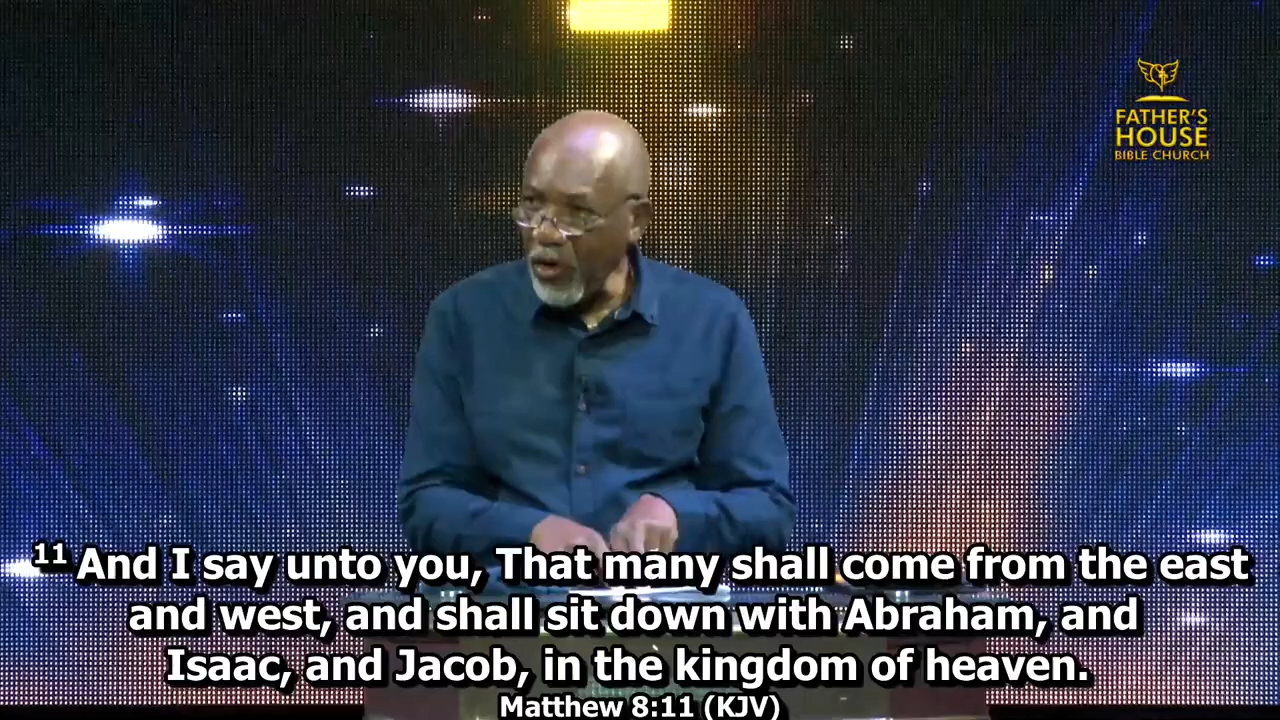 FATHER'S
HOUSE
BIBLE CHURCH
11 And I say unto you, That many shall come from the east
and west, and shall sit down with Abraham, and
Isaac, and Jacob, in the kingdom of heaven.
Matthew 8:11 (KJV)